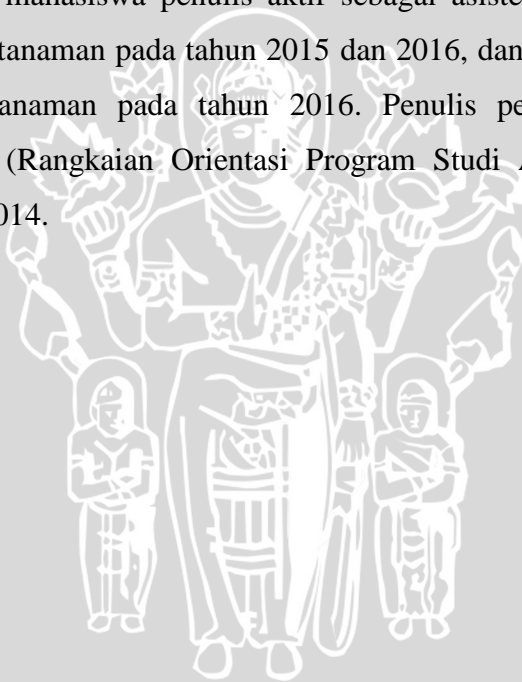 mahasiswa penulis aktif sebagai asiste
tanaman pada tahun 2015 dan 2016, dan
anaman pada tahun 2016. Penulis pe
(Rangkaian Orientasi Program Studi A
014.